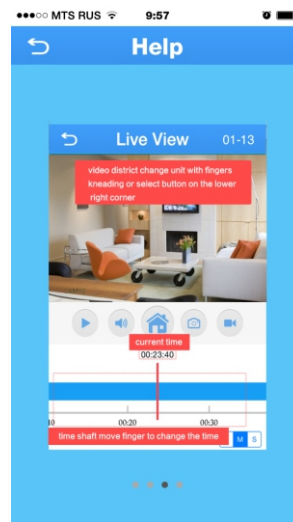 MTS RUS 9:57
Help
Live View 01-13
video district change unit with fingers
kneading or select button on the lower
right corner
current time
00:23:40
00:20 00:30
time shaft move finger to change the time
M S